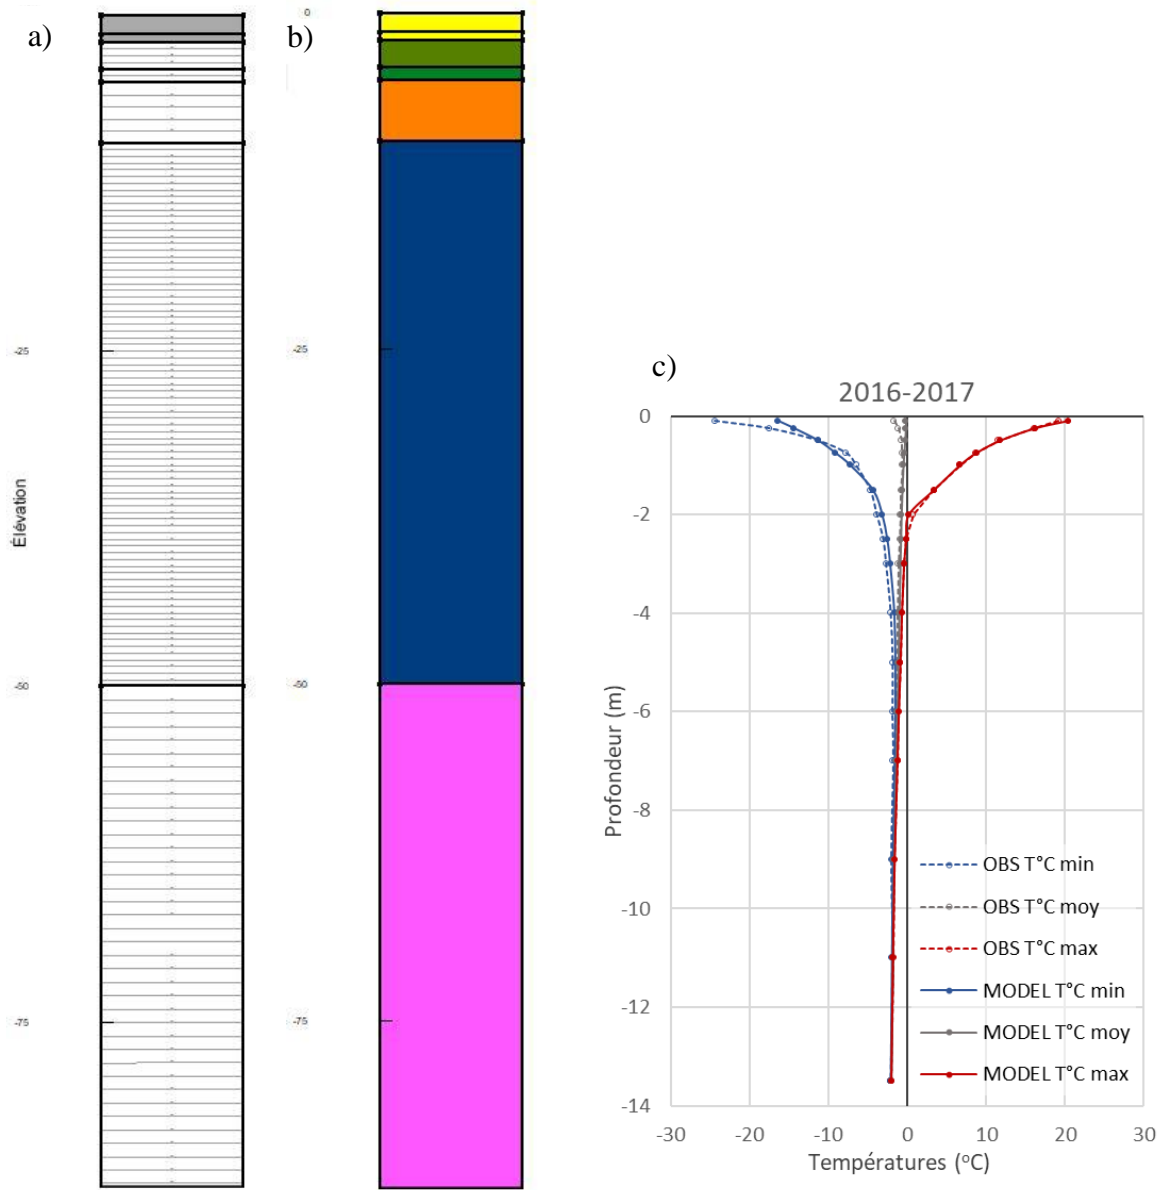 a)
Élévation
-25
-50
-75
b)
0
-25
-50
-75
c)
2016-2017
Profondeur (m)
0
-2
-4
-6
-8
-10
-12
-14
OBS T°C min
OBS T°C moy
OBS T°C max
MODEL T°C min
MODEL T°C moy
MODEL T°C max
-30 -20 -10 0 10 20 30
Températures (°C)